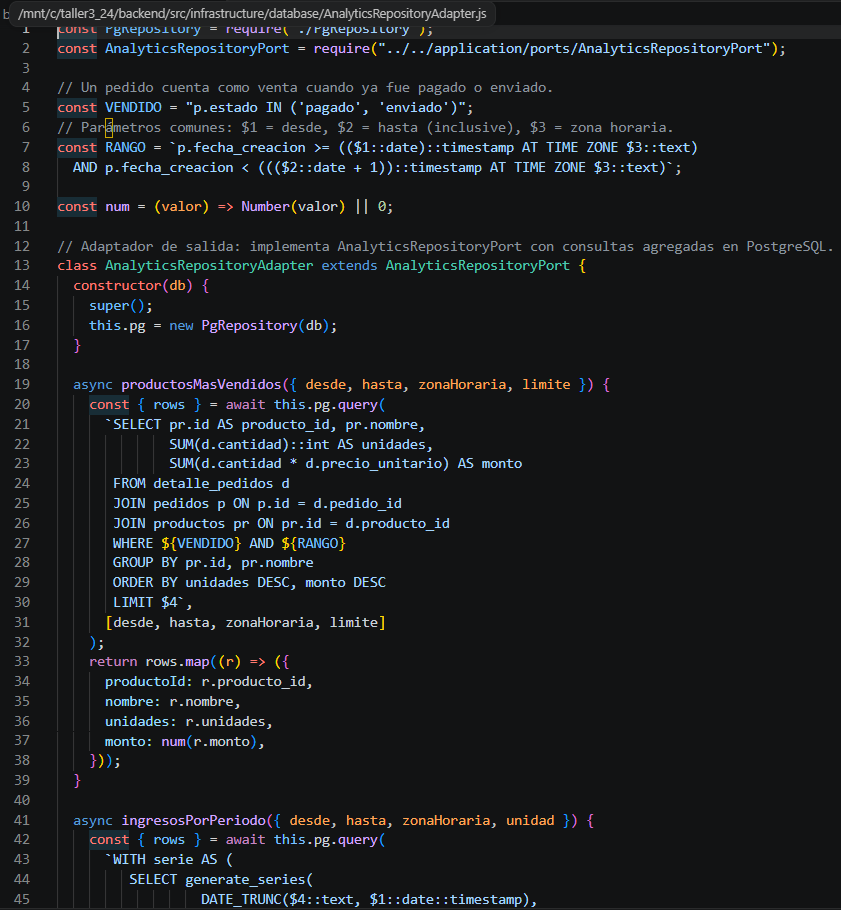 /mnt/c/taller3_24/backend/src/infrastructure/database/AnalyticsRepositoryAdapter.js
1 const PgRepository = require("./PgRepository");
2 const AnalyticsRepositoryPort = require("../../application/ports/AnalyticsRepositoryPort");
3
4 // Un pedido cuenta como venta cuando ya fue pagado o enviado.
5 const VENDIDO = "p.estado IN ('pagado', 'enviado')";
6 // Parámetros comunes: $1 = desde, $2 = hasta (inclusive), $3 = zona horaria.
7 const RANGO = `p.fecha_creacion >= (($1::date)::timestamp AT TIME ZONE $3::text)
8 AND p.fecha_creacion < ((($2::date + 1))::timestamp AT TIME ZONE $3::text)`;
9
10 const num = (valor) => Number(valor) || 0;
11
12 // Adaptador de salida: implementa AnalyticsRepositoryPort con consultas agregadas en PostgreSQL.
13 class AnalyticsRepositoryAdapter extends AnalyticsRepositoryPort {
14 constructor(db) {
15 super();
16 this.pg = new PgRepository(db);
17 }
18
19 async productosMasVendidos({ desde, hasta, zonaHoraria, limite }) {
20 const { rows } = await this.pg.query(
21 `SELECT pr.id AS producto_id, pr.nombre,
22 SUM(d.cantidad)::int AS unidades,
23 SUM(d.cantidad * d.precio_unitario) AS monto
24 FROM detalle_pedidos d
25 JOIN pedidos p ON p.id = d.pedido_id
26 JOIN productos pr ON pr.id = d.producto_id
27 WHERE ${VENDIDO} AND ${RANGO}
28 GROUP BY pr.id, pr.nombre
29 ORDER BY unidades DESC, monto DESC
30 LIMIT $4`,
31 [desde, hasta, zonaHoraria, limite]
32 );
33 return rows.map((r) => ({
34 productoId: r.producto_id,
35 nombre: r.nombre,
36 unidades: r.unidades,
37 monto: num(r.monto),
38 }));
39 }
40
41 async ingresosPorPeriodo({ desde, hasta, zonaHoraria, unidad }) {
42 const { rows } = await this.pg.query(
43 `WITH serie AS (
44 SELECT generate_series(
45 DATE_TRUNC($4::text, $1::date::timestamp),